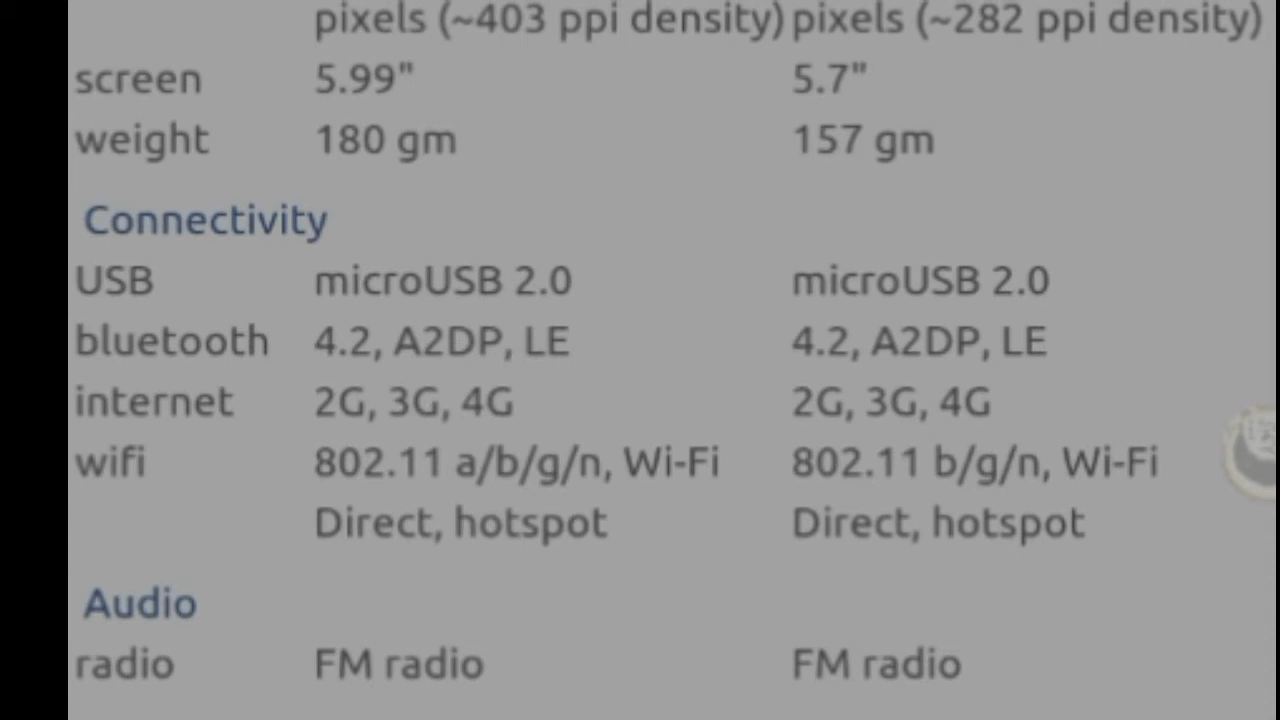 pixels (~403 ppi density) pixels (~282 ppi density)
screen 5.99" 5.7"
weight 180 gm 157 gm
Connectivity
USB microUSB 2.0 microUSB 2.0
bluetooth 4.2, A2DP, LE 4.2, A2DP, LE
internet 2G, 3G, 4G 2G, 3G, 4G
wifi 802.11 a/b/g/n, Wi-Fi 802.11 b/g/n, Wi-Fi
Direct, hotspot Direct, hotspot
Audio
radio FM radio FM radio